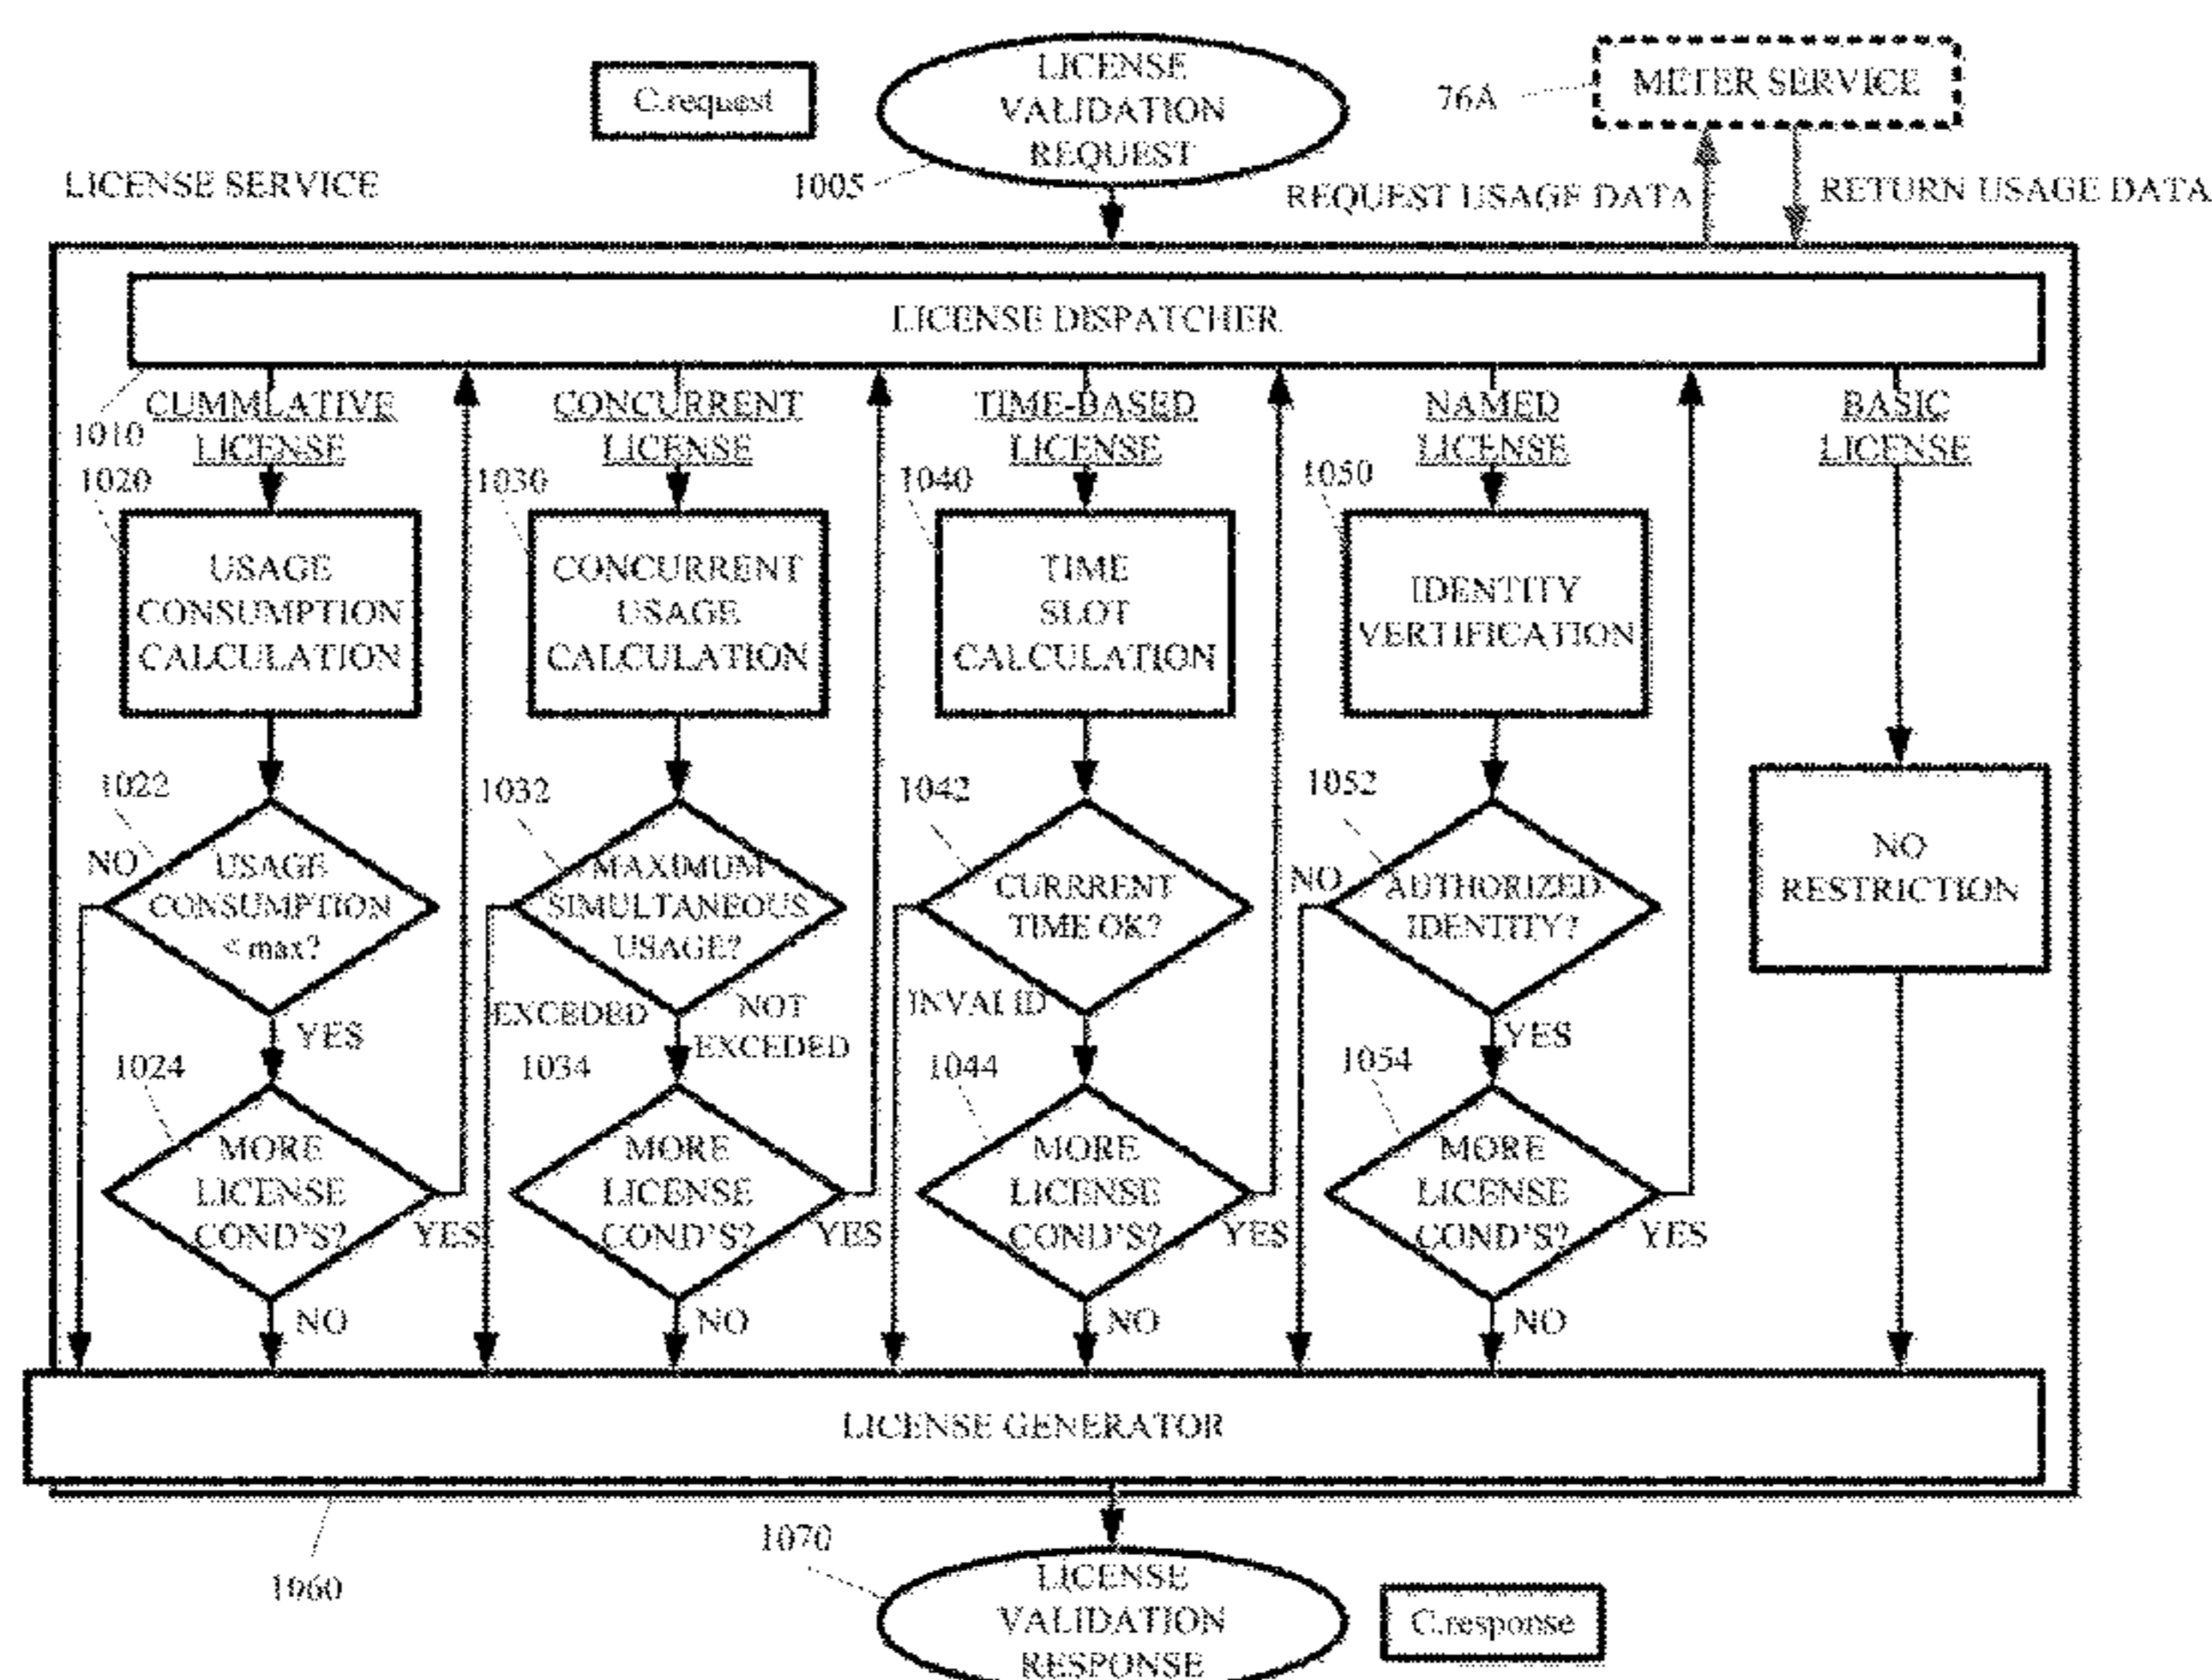 C.request
LICENSE
VALIDATION
REQUEST
1005
76A
METER SERVICE
LICENSE SERVICE
REQUEST USAGE DATA
RETURN USAGE DATA
LICENSE DISPATCHER
1010
CUMMLATIVE
LICENSE
CONCURRENT
LICENSE
TIME-BASED
LICENSE
NAMED
LICENSE
BASIC
LICENSE
1020
USAGE
CONSUMPTION
CALCULATION
1030
CONCURRENT
USAGE
CALCULATION
1040
TIME
SLOT
CALCULATION
1050
IDENTITY
VERTIFICATION
1022
NO
USAGE
CONSUMPTION
< max?
YES
1032
MAXIMUM
SIMULTANEOUS
USAGE?
EXCEDED
NOT
EXCEDED
1042
CURRRENT
TIME OK?
INVALID
1052
NO
AUTHORIZED
IDENTITY?
YES
NO
RESTRICTION
1024
MORE
LICENSE
COND'S?
YES
NO
1034
MORE
LICENSE
COND'S?
YES
NO
1044
MORE
LICENSE
COND'S?
YES
NO
1054
MORE
LICENSE
COND'S?
YES
NO
LICENSE GENERATOR
1060
1070
LICENSE
VALIDATION
RESPONSE
C.response